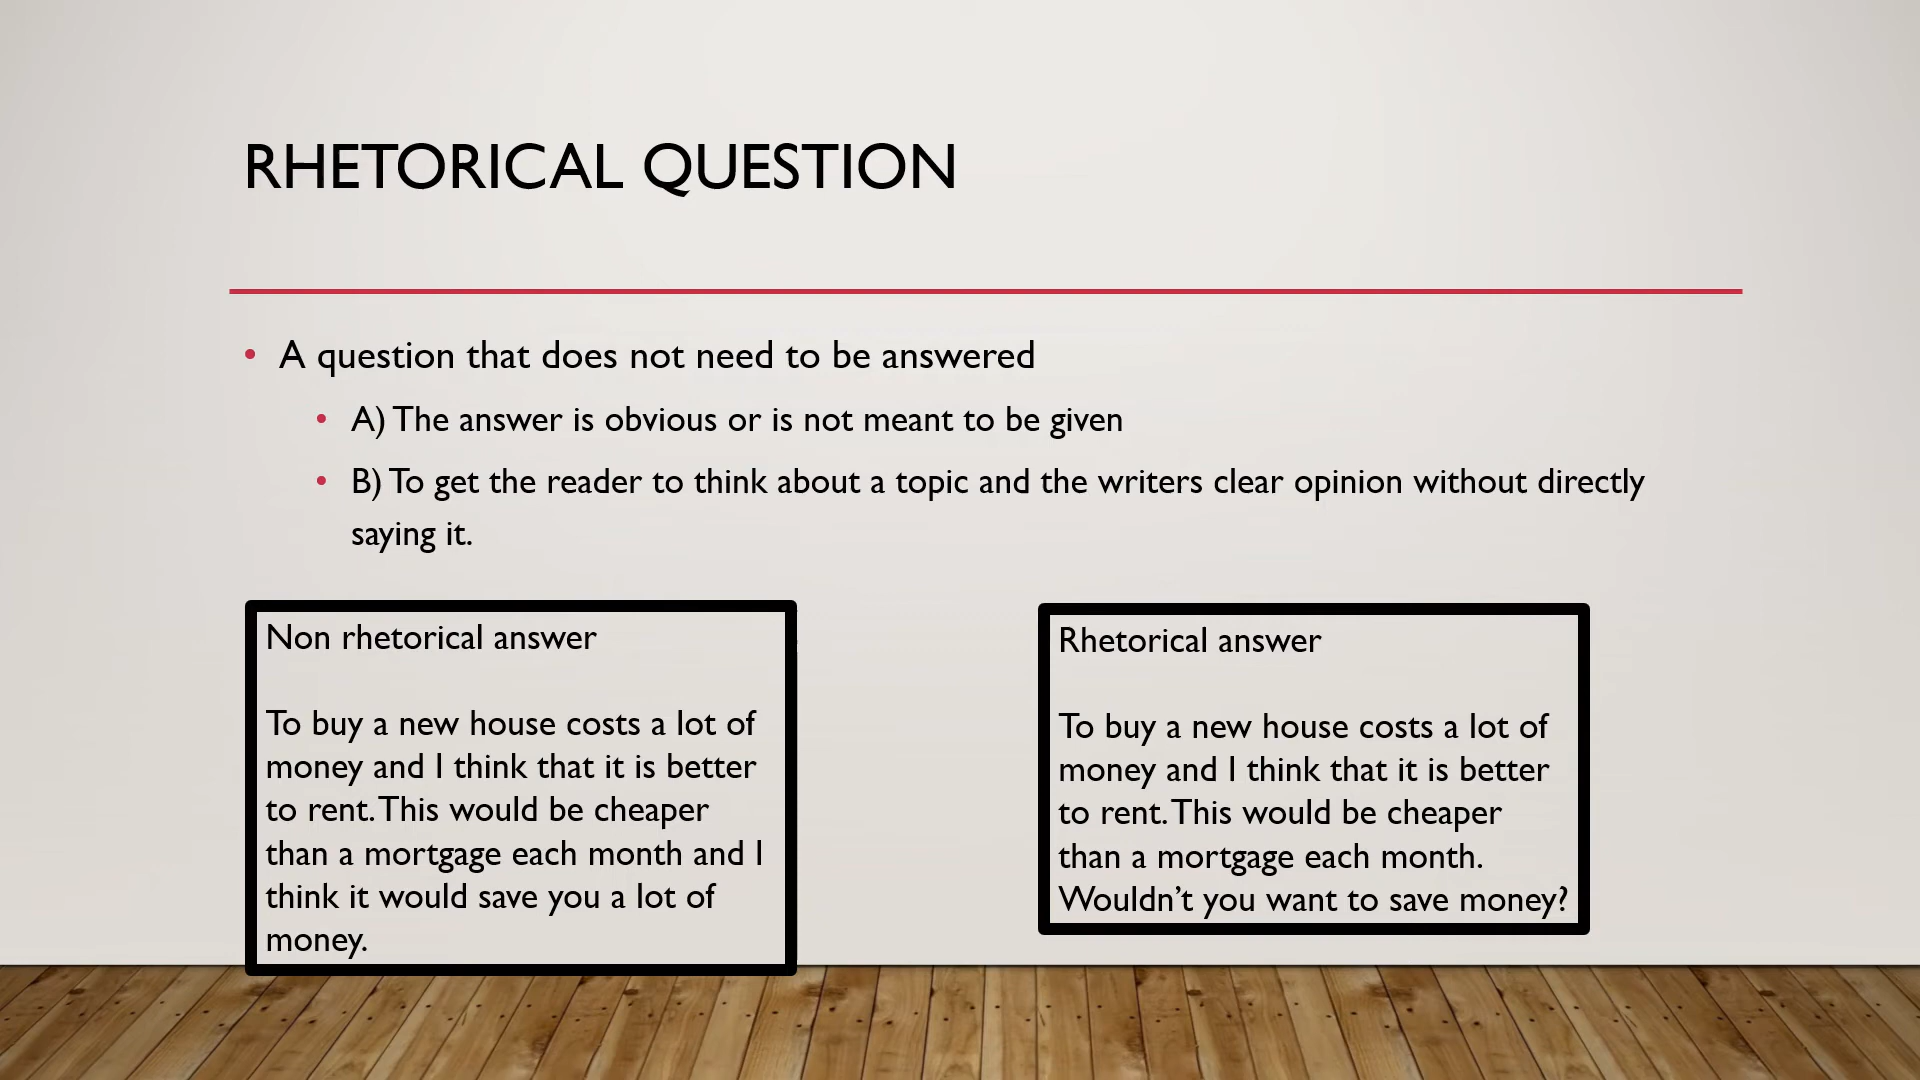 RHETORICAL QUESTION
• A question that does not need to be answered
• A) The answer is obvious or is not meant to be given
• B) To get the reader to think about a topic and the writers clear opinion without directly
saying it.
Non rhetorical answer
To buy a new house costs a lot of
money and I think that it is better
to rent. This would be cheaper
than a mortgage each month and I
think it would save you a lot of
money.
Rhetorical answer
To buy a new house costs a lot of
money and I think that it is better
to rent. This would be cheaper
than a mortgage each month.
Wouldn’t you want to save money?